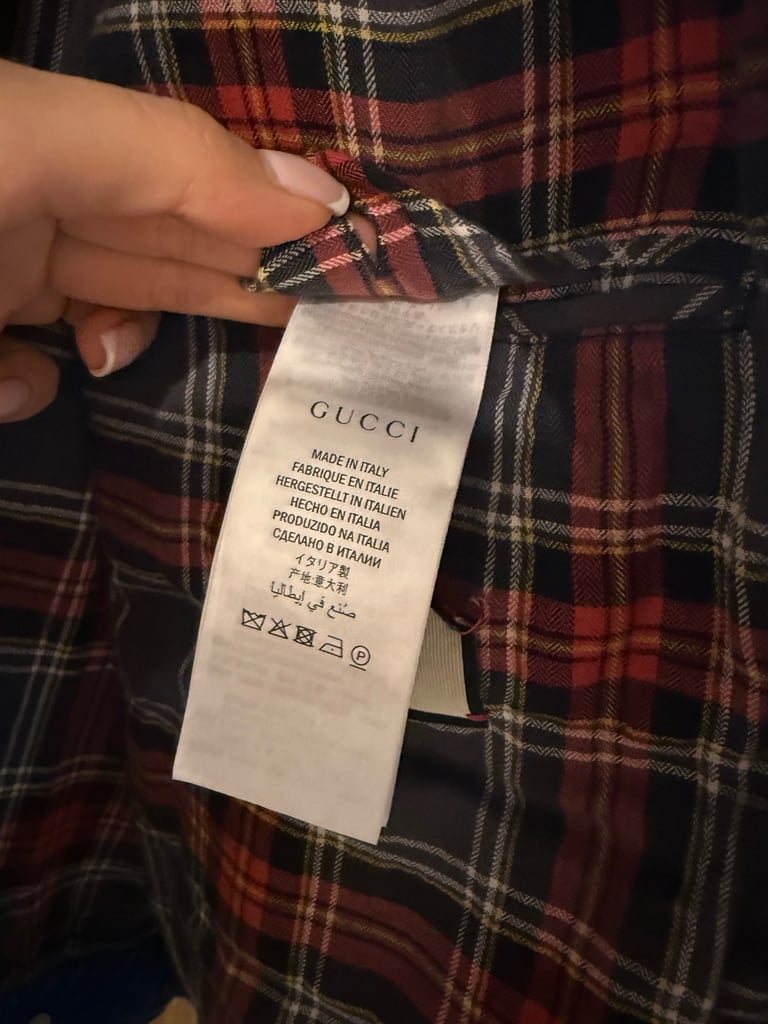 GUCCI
MADE IN ITALY
FABRIQUE EN ITALIE
HERGESTELLT IN ITALIEN
HECHO EN ITALIA
PRODUZIDO NA ITALIA
СДЕЛАНО В ИТАЛИИ
イタリア製
产地:意大利
صُنع في إيطاليا
P